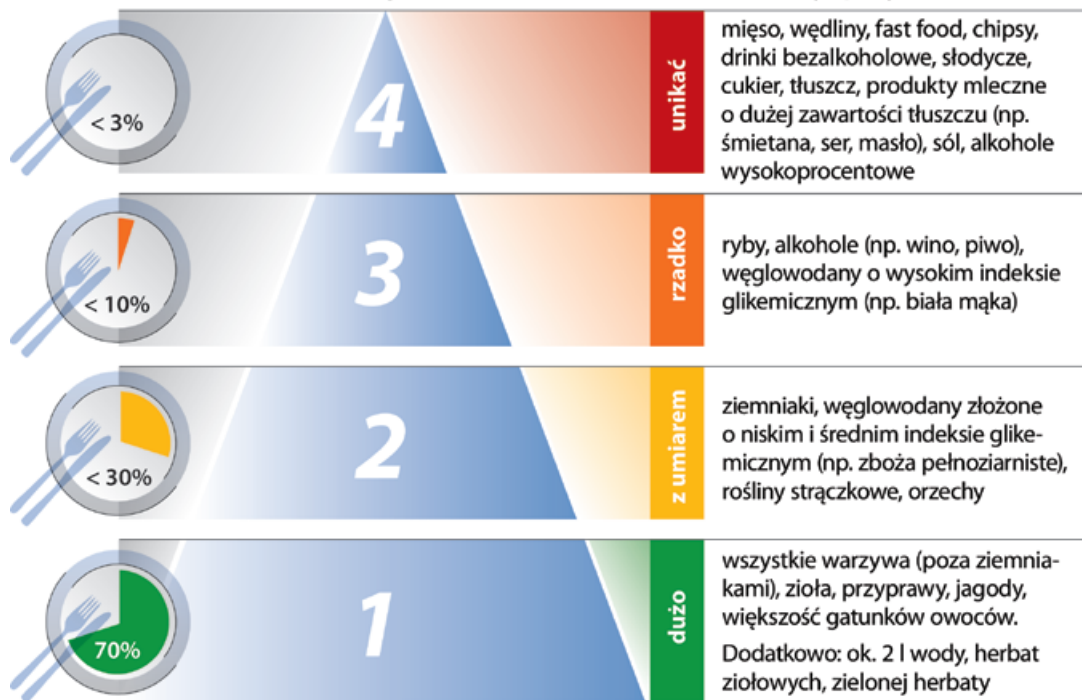 < 3%
4
unikać
mięso, wędliny, fast food, chipsy,
drinki bezalkoholowe, słodycze,
cukier, tłuszcz, produkty mleczne
o dużej zawartości tłuszczu (np.
śmietana, ser, masło), sól, alkohole
wysokoprocentowe
< 10%
3
rzadko
ryby, alkohole (np. wino, piwo),
węglowodany o wysokim indeksie
glikemicznym (np. biała mąka)
< 30%
2
z umiarem
ziemniaki, węglowodany złożone
o niskim i średnim indeksie glike-
micznym (np. zboża pełnoziarniste),
rośliny strączkowe, orzechy
70%
1
dużo
wszystkie warzywa (poza ziemnia-
kami), zioła, przyprawy, jagody,
większość gatunków owoców.
Dodatkowo: ok. 2 l wody, herbat
ziołowych, zielonej herbaty